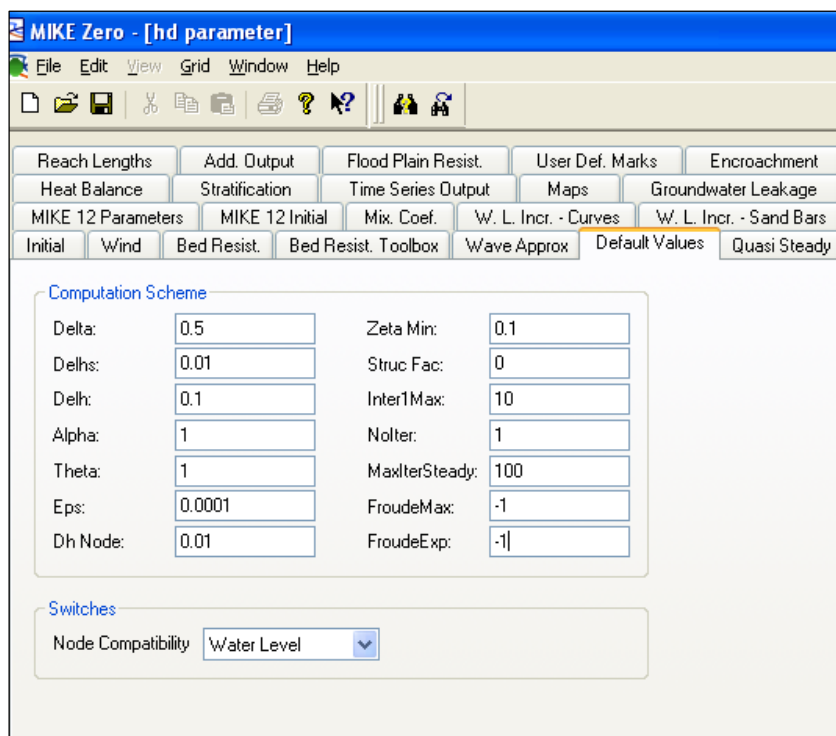 MIKE Zero - [hd parameter]
File Edit View Grid Window Help
Reach Lengths Add. Output Flood Plain Resist. User Def. Marks Encroachment
Heat Balance Stratification Time Series Output Maps Groundwater Leakage
MIKE 12 Parameters MIKE 12 Initial Mix. Coef. W. L. Incr. - Curves W. L. Incr. - Sand Bars
Initial Wind Bed Resist. Bed Resist. Toolbox Wave Approx Default Values Quasi Steady
Computation Scheme
Delta: 0.5 Zeta Min: 0.1
Delhs: 0.01 Struc Fac: 0
Delh: 0.1 Inter1Max: 10
Alpha: 1 NoIter: 1
Theta: 1 MaxIterSteady: 100
Eps: 0.0001 FroudeMax: -1
Dh Node: 0.01 FroudeExp: -1
Switches
Node Compatibility Water Level